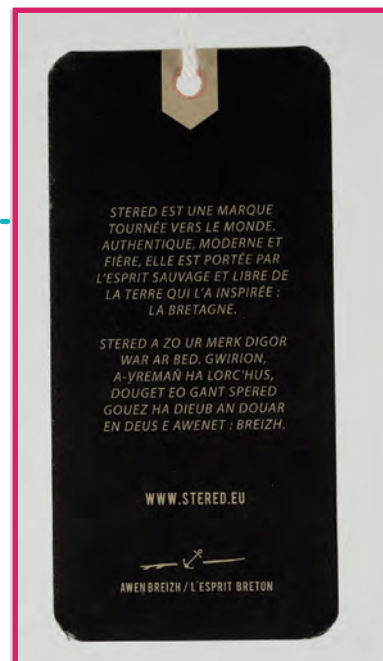 STERED EST UNE MARQUE
TOURNÉE VERS LE MONDE.
AUTHENTIQUE, MODERNE ET
FIÈRE, ELLE EST PORTÉE PAR
L'ESPRIT SAUVAGE ET LIBRE DE
LA TERRE QUI L'A INSPIRÉE :
LA BRETAGNE.
STERED A ZO UR MERK DIGOR
WAR AR BED. GWIRION,
A-VREMAÑ HA LORC'HUS,
DOUGET EO GANT SPERED
GOUEZ HA DIEUB AN DOUAR
EN DEUS E AWENET : BREIZH.
WWW.STERED.EU
AWEN BREIZH / L'ESPRIT BRETON